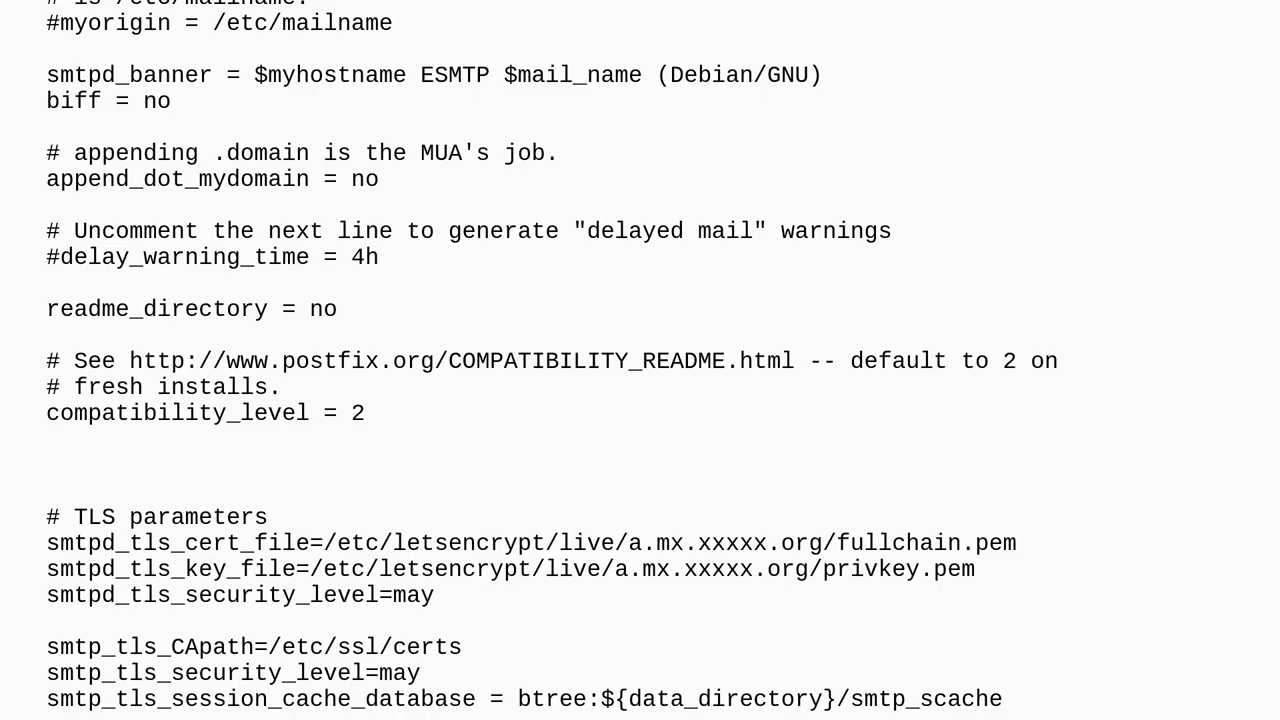 # is /etc/mailname.
#myorigin = /etc/mailname
smtpd_banner = $myhostname ESMTP $mail_name (Debian/GNU)
biff = no
# appending .domain is the MUA's job.
append_dot_mydomain = no
# Uncomment the next line to generate "delayed mail" warnings
#delay_warning_time = 4h
readme_directory = no
# See http://www.postfix.org/COMPATIBILITY_README.html -- default to 2 on
# fresh installs.
compatibility_level = 2
# TLS parameters
smtpd_tls_cert_file=/etc/letsencrypt/live/a.mx.xxxxx.org/fullchain.pem
smtpd_tls_key_file=/etc/letsencrypt/live/a.mx.xxxxx.org/privkey.pem
smtpd_tls_security_level=may
smtp_tls_CApath=/etc/ssl/certs
smtp_tls_security_level=may
smtp_tls_session_cache_database = btree:${data_directory}/smtp_scache